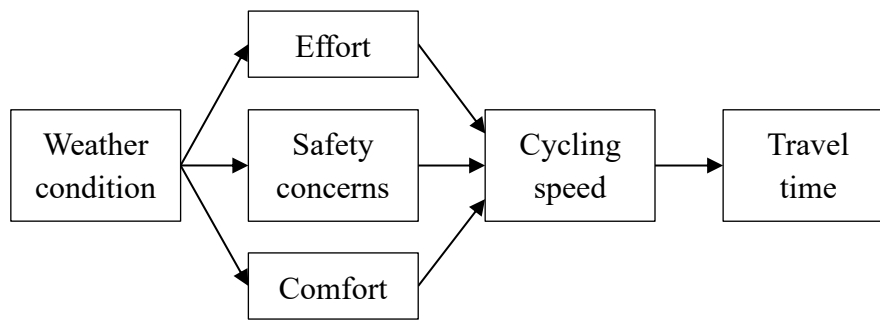 Effort
Weather
condition
Safety
concerns
Cycling
speed
Travel
time
Comfort